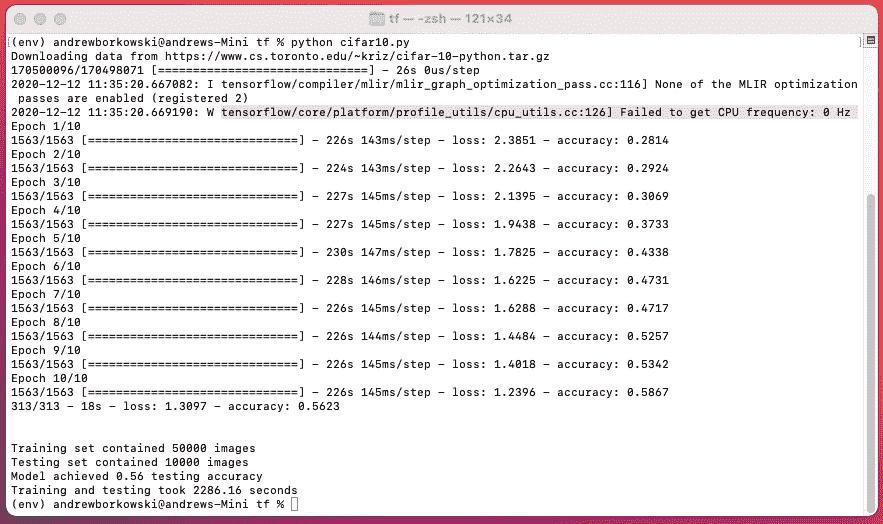 tf — -zsh — 121×34
(env) andrewborkowski@andrews-Mini tf % python cifar10.py
Downloading data from https://www.cs.toronto.edu/~kriz/cifar-10-python.tar.gz
170500096/170498071 [==============================] - 26s 0us/step
2020-12-12 11:35:20.667082: I tensorflow/compiler/mlir/mlir_graph_optimization_pass.cc:116] None of the MLIR optimization
passes are enabled (registered 2)
2020-12-12 11:35:20.669190: W tensorflow/core/platform/profile_utils/cpu_utils.cc:126] Failed to get CPU frequency: 0 Hz
Epoch 1/10
1563/1563 [==============================] - 226s 143ms/step - loss: 2.3851 - accuracy: 0.2814
Epoch 2/10
1563/1563 [==============================] - 224s 143ms/step - loss: 2.2643 - accuracy: 0.2924
Epoch 3/10
1563/1563 [==============================] - 227s 145ms/step - loss: 2.1395 - accuracy: 0.3069
Epoch 4/10
1563/1563 [==============================] - 227s 145ms/step - loss: 1.9438 - accuracy: 0.3733
Epoch 5/10
1563/1563 [==============================] - 230s 147ms/step - loss: 1.7825 - accuracy: 0.4338
Epoch 6/10
1563/1563 [==============================] - 228s 146ms/step - loss: 1.6225 - accuracy: 0.4731
Epoch 7/10
1563/1563 [==============================] - 226s 145ms/step - loss: 1.6288 - accuracy: 0.4717
Epoch 8/10
1563/1563 [==============================] - 226s 144ms/step - loss: 1.4484 - accuracy: 0.5257
Epoch 9/10
1563/1563 [==============================] - 226s 145ms/step - loss: 1.4018 - accuracy: 0.5342
Epoch 10/10
1563/1563 [==============================] - 226s 145ms/step - loss: 1.2396 - accuracy: 0.5867
313/313 - 18s - loss: 1.3097 - accuracy: 0.5623
Training set contained 50000 images
Testing set contained 10000 images
Model achieved 0.56 testing accuracy
Training and testing took 2286.16 seconds
(env) andrewborkowski@andrews-Mini tf %